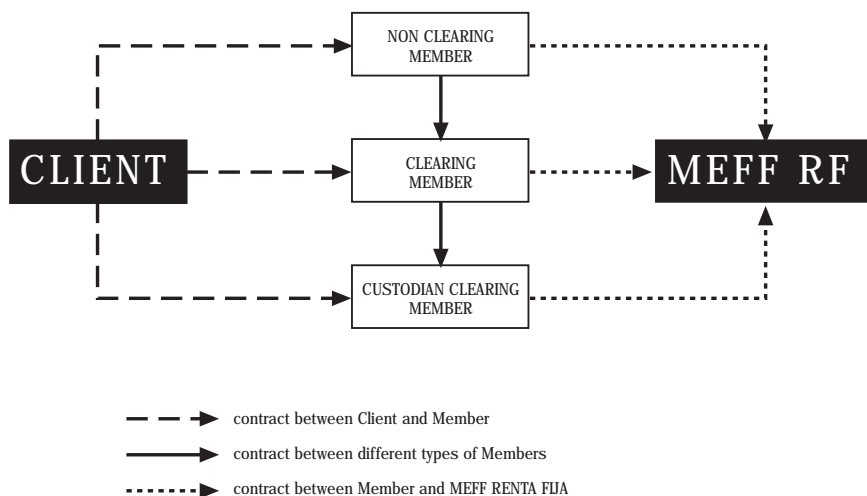 NON CLEARING
MEMBER
CLIENT
CLEARING
MEMBER
MEFF RF
CUSTODIAN CLEARING
MEMBER
contract between Client and Member
contract between different types of Members
contract between Member and MEFF RENTA FIJA